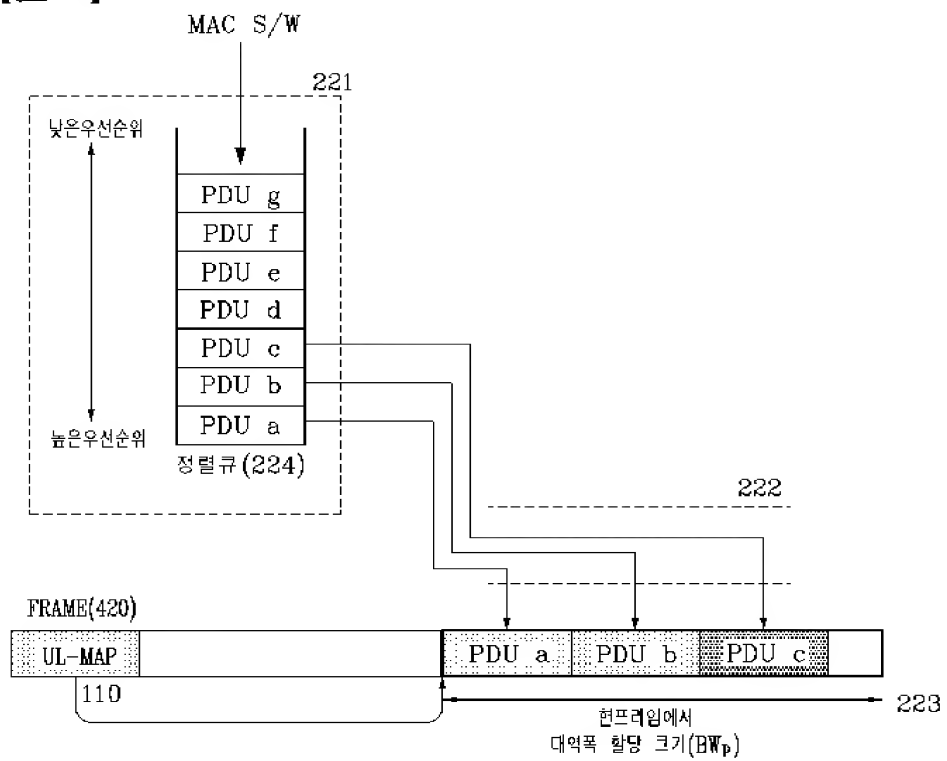 MAC S/W
221
낮은우선순위
PDU g
PDU f
PDU e
PDU d
PDU c
PDU b
PDU a
높은우선순위
정렬큐(224)
222
FRAME(420)
UL-MAP
PDU a
PDU b
PDU c
110
223
현프레임에서
대역폭 할당 크기(BWp)